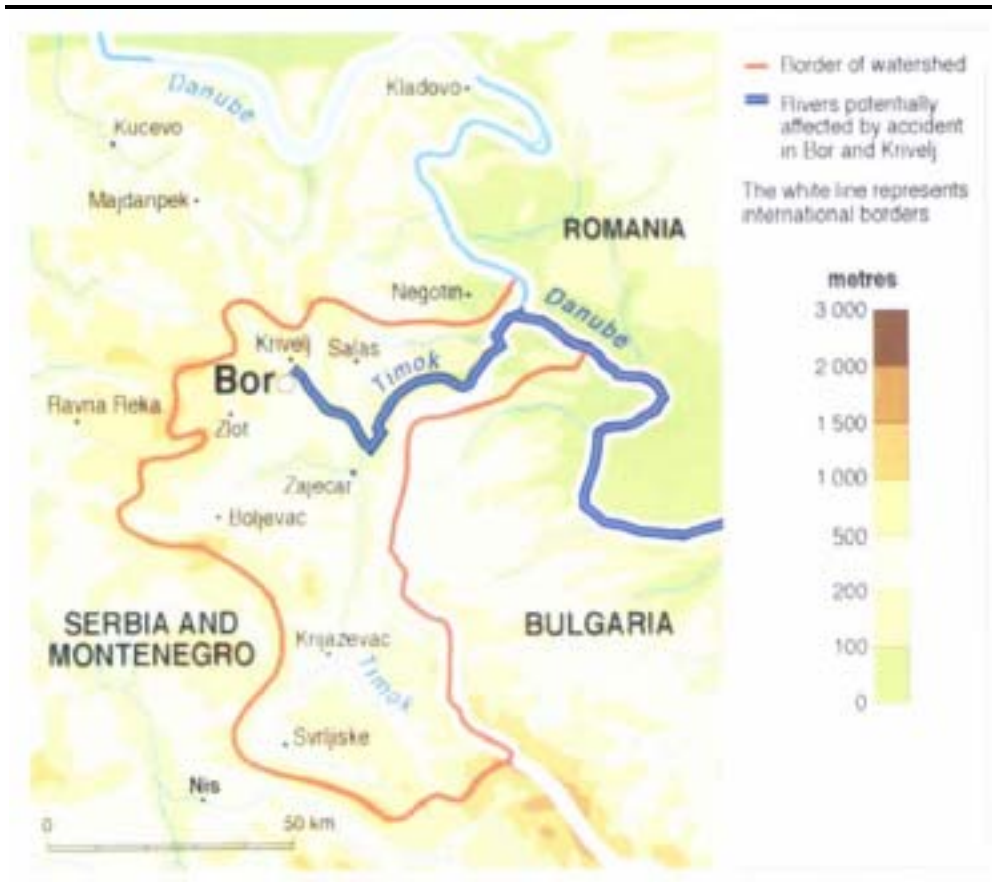 Danube
Kladovo
Kucevo
Majdanpek
ROMANIA
Negotin
Danube
Krivelj
Salas
Timok
Bor
Ravna Reka
Zlot
Zajecar
Boljevac
SERBIA AND
MONTENEGRO
BULGARIA
Knjazevac
Timok
Svrljiske
Nis
0
50 km
Border of watershed
Rivers potentially
affected by accident
in Bor and Krivelj
The white line represents
international borders
metres
3 000
2 000
1 500
1 000
500
200
100
0